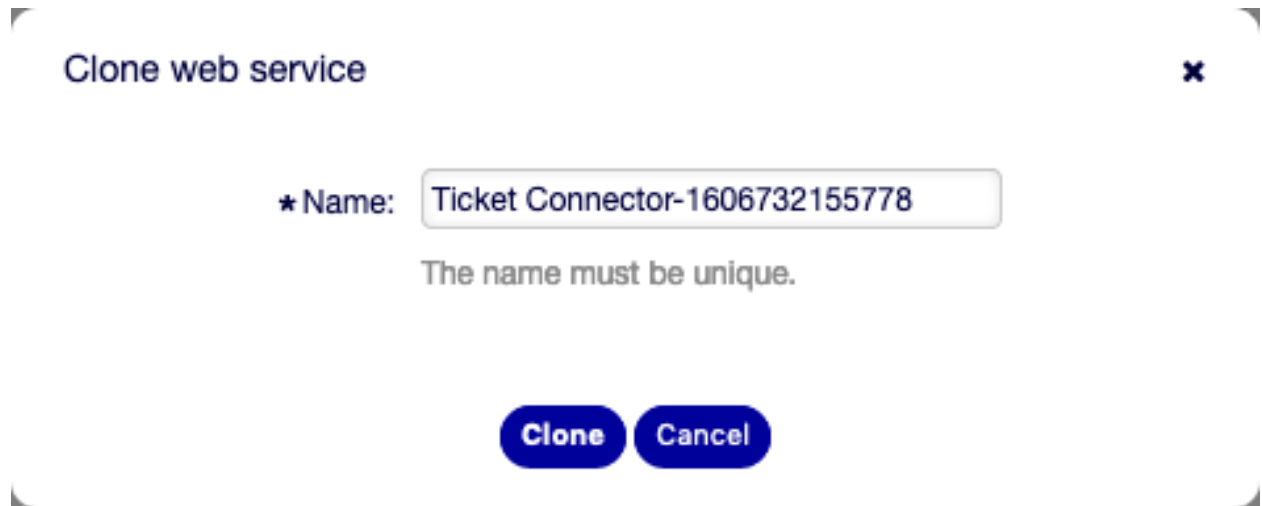 Clone web service
*Name: Ticket Connector-1606732155778
The name must be unique.
Clone Cancel